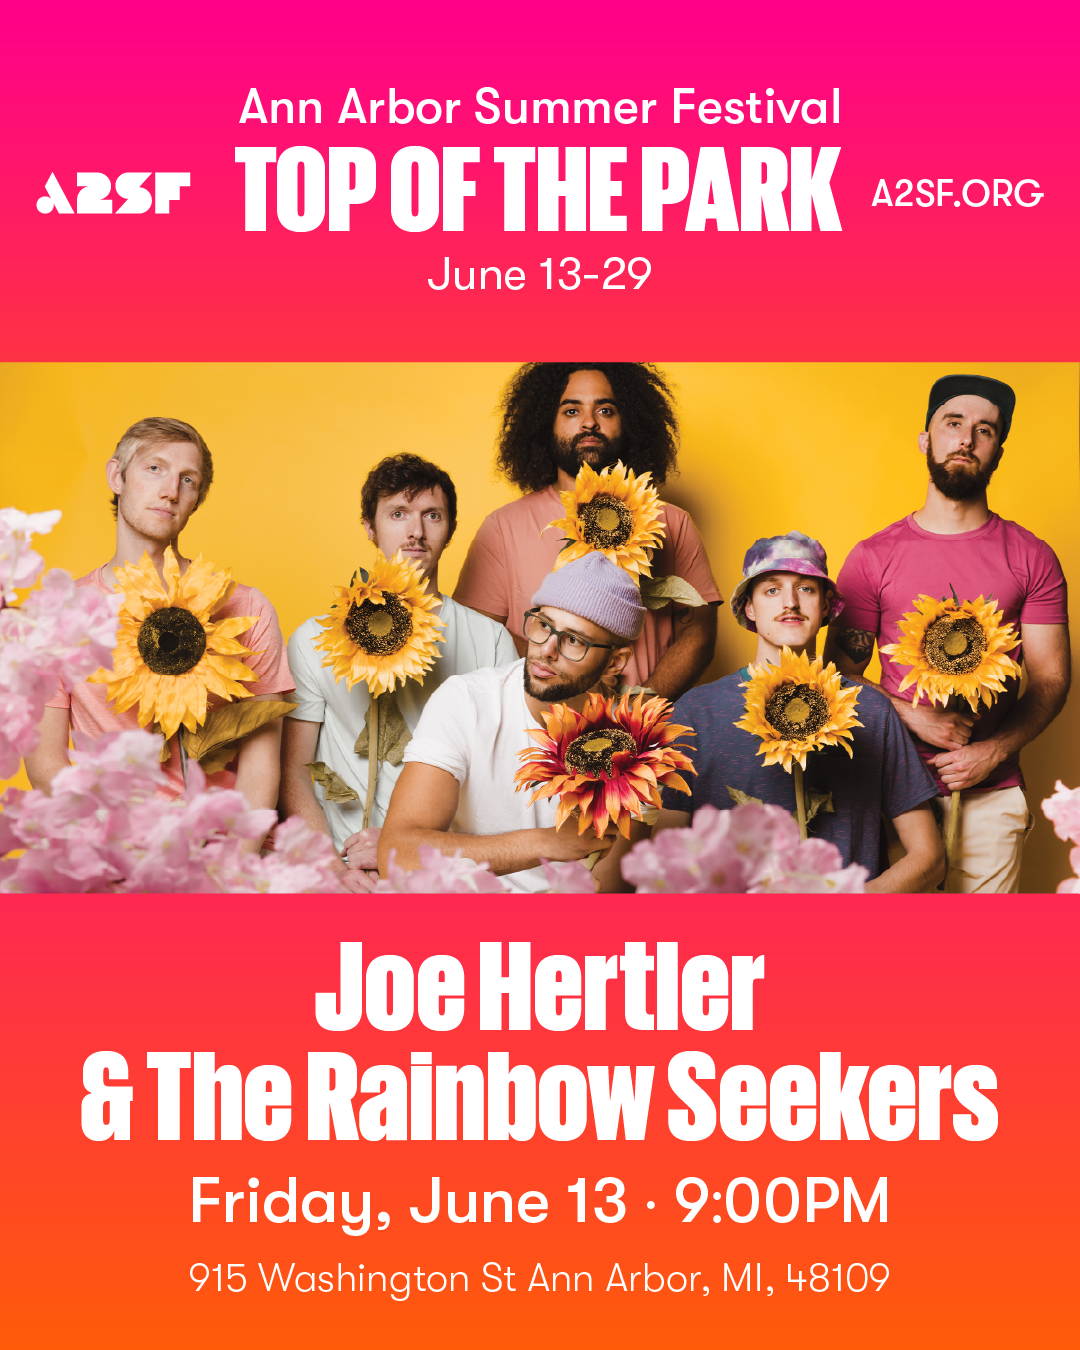 Ann Arbor Summer Festival
A2SF
TOP OF THE PARK
A2SF.ORG
June 13-29
Joe Hertler
& The Rainbow Seekers
Friday, June 13 · 9:00PM
915 Washington St Ann Arbor, MI, 48109